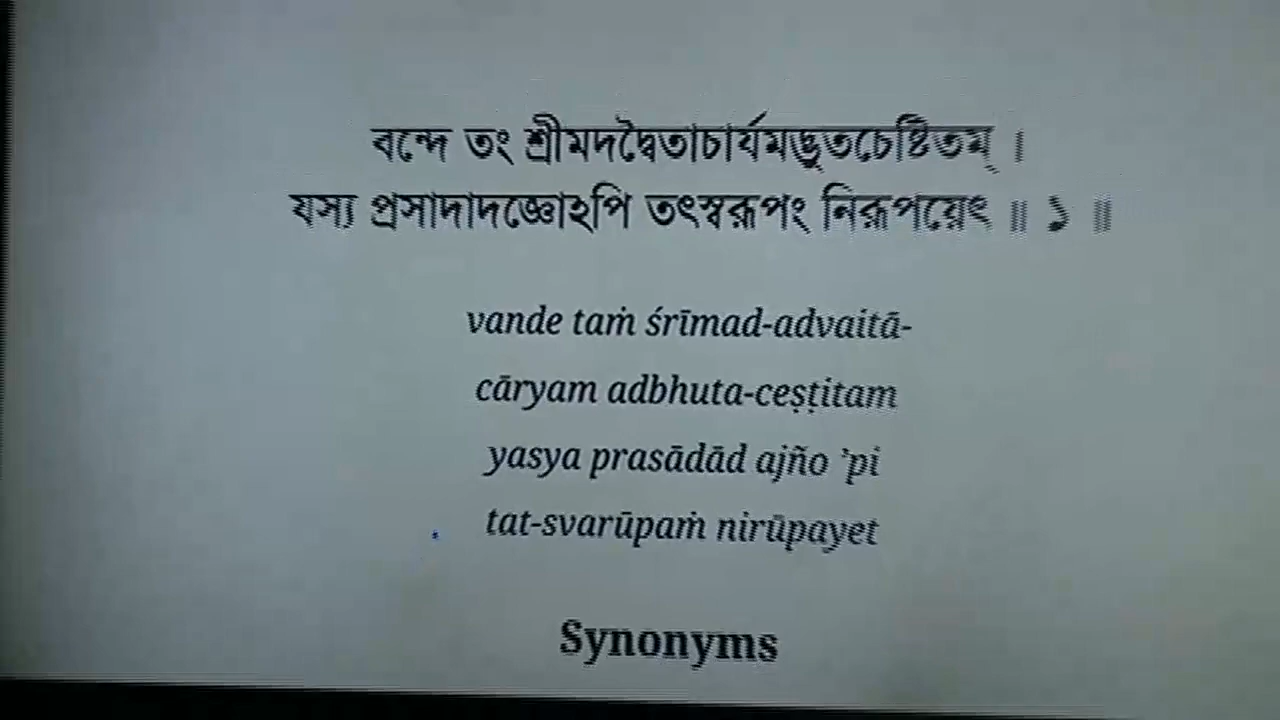 বন্দে তং শ্রীমদদ্বৈতাচার্যমদ্ভুতচেষ্টিতম্ ।
যস্য প্রসাদাদজ্ঞোঽপি তৎস্বরূপং নিরূপয়েৎ ॥ ১ ॥
vande taṁ śrīmad-advaitā-
cāryam adbhuta-ceṣṭitam
yasya prasādād ajño ’pi
tat-svarūpaṁ nirūpayet
Synonyms